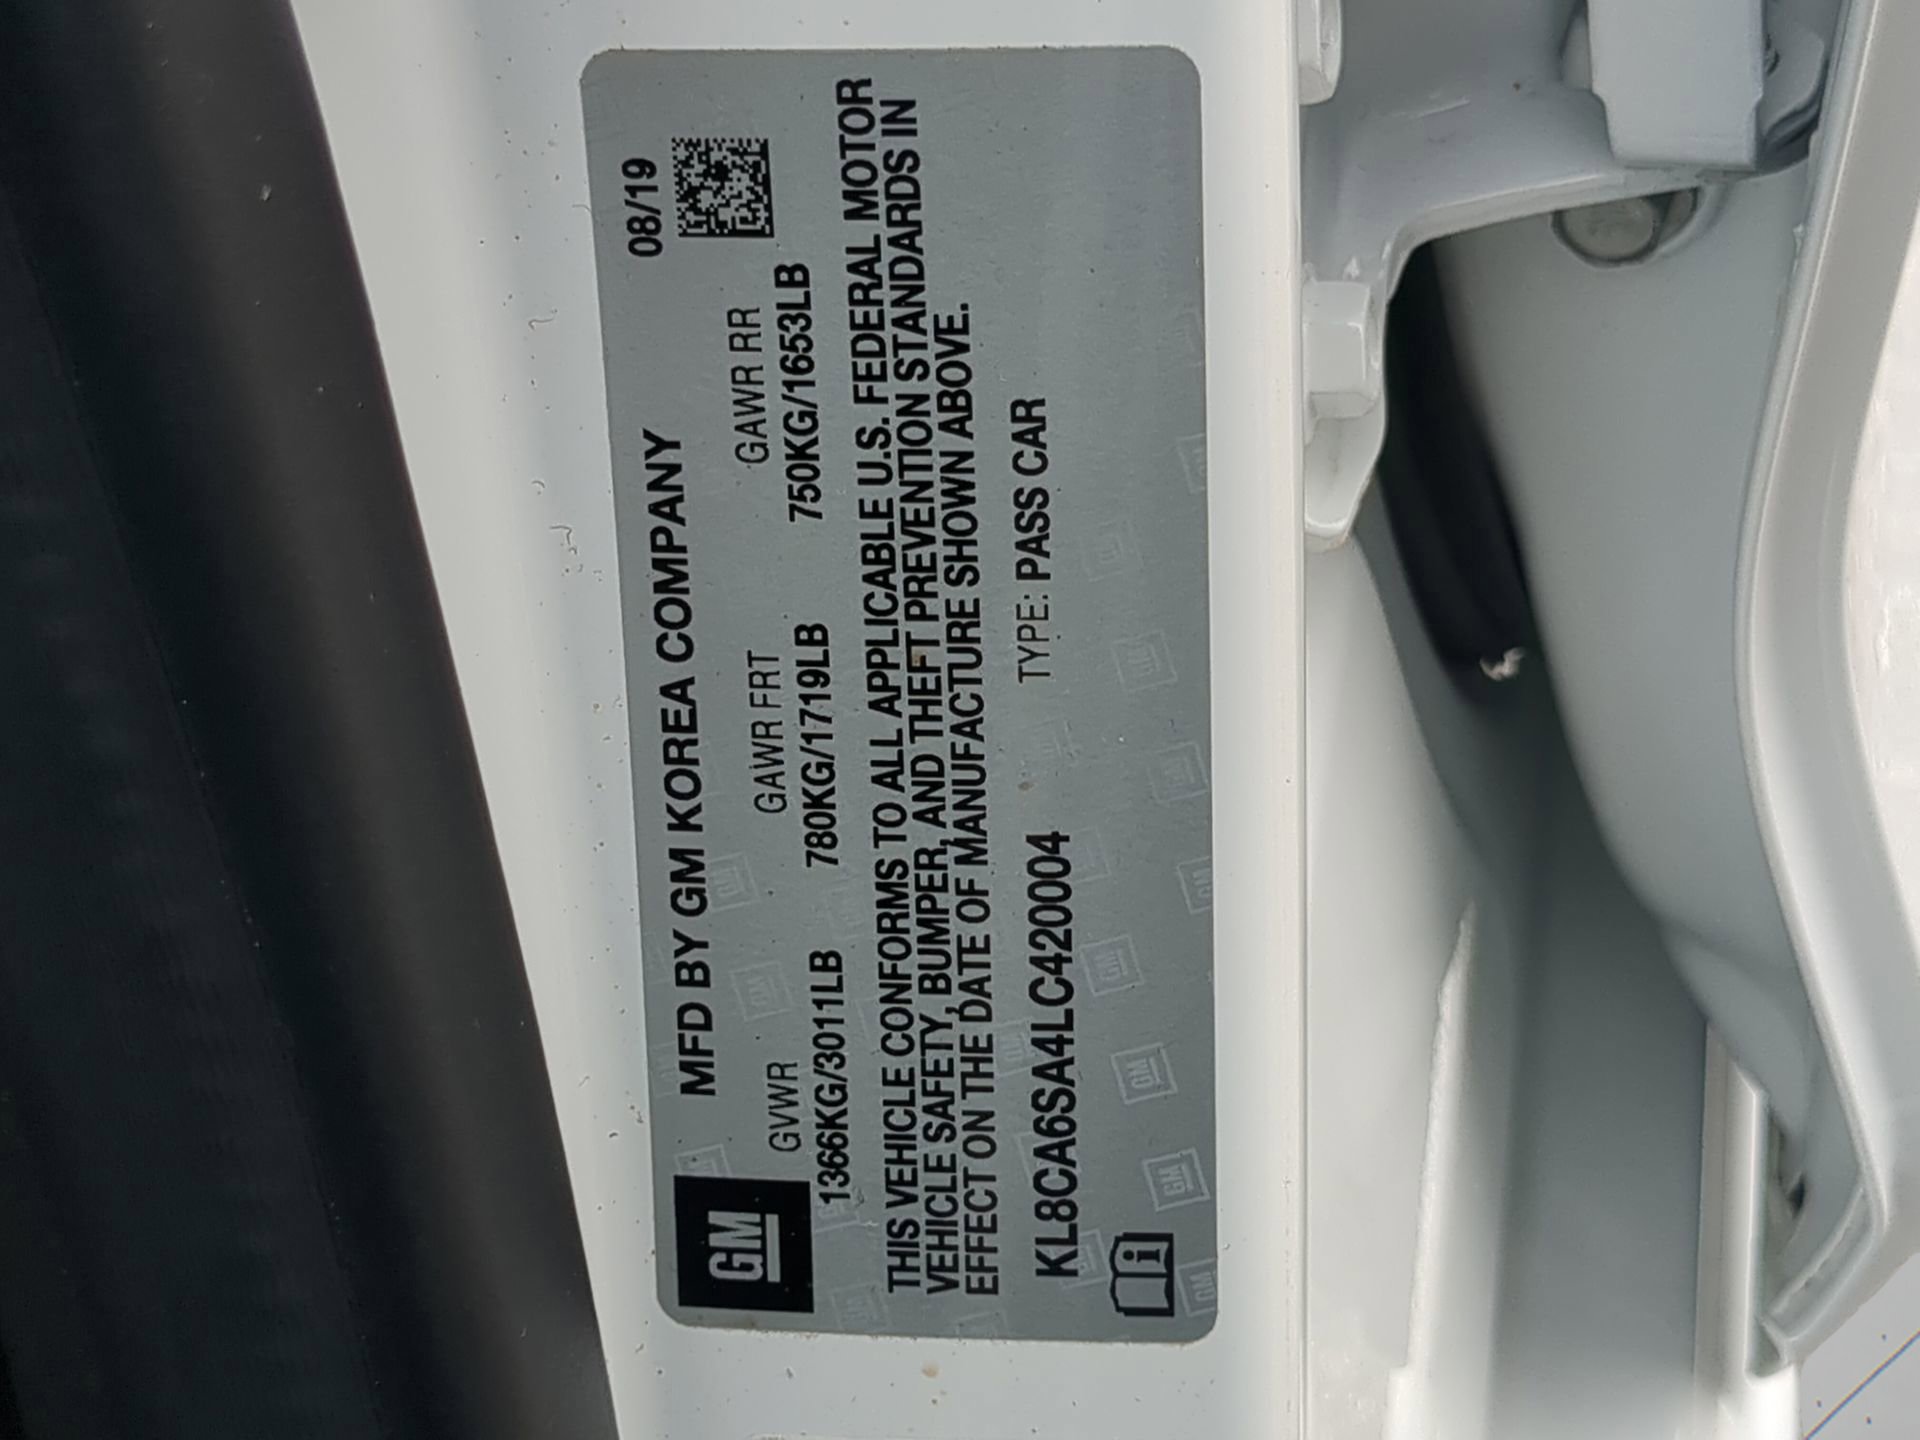 GM
MFD BY GM KOREA COMPANY 08/19
GVWR GAWR FRT GAWR RR
1366KG/3011LB 780KG/1719LB 750KG/1653LB
THIS VEHICLE CONFORMS TO ALL APPLICABLE U.S. FEDERAL MOTOR
VEHICLE SAFETY, BUMPER, AND THEFT PREVENTION STANDARDS IN
EFFECT ON THE DATE OF MANUFACTURE SHOWN ABOVE.
KL8CA6SA4LC420004 TYPE: PASS CAR